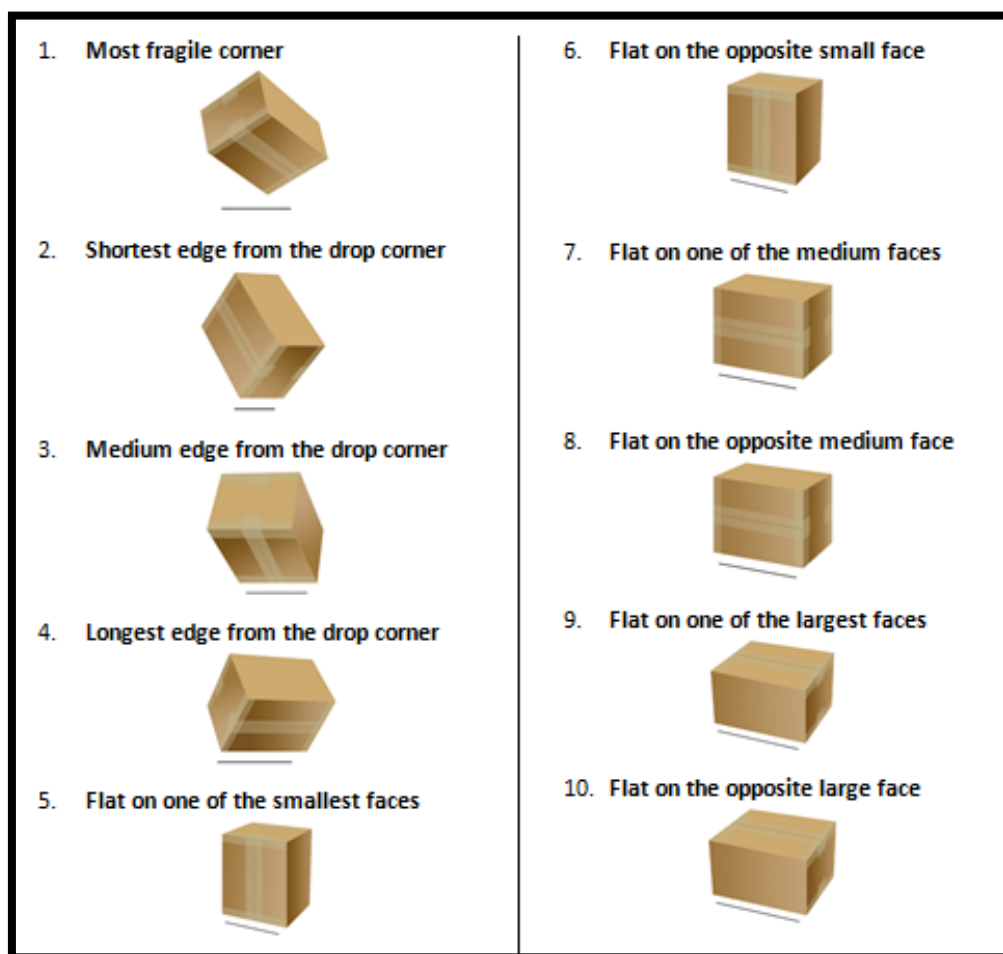 1. Most fragile corner
2. Shortest edge from the drop corner
3. Medium edge from the drop corner
4. Longest edge from the drop corner
5. Flat on one of the smallest faces
6. Flat on the opposite small face
7. Flat on one of the medium faces
8. Flat on the opposite medium face
9. Flat on one of the largest faces
10. Flat on the opposite large face